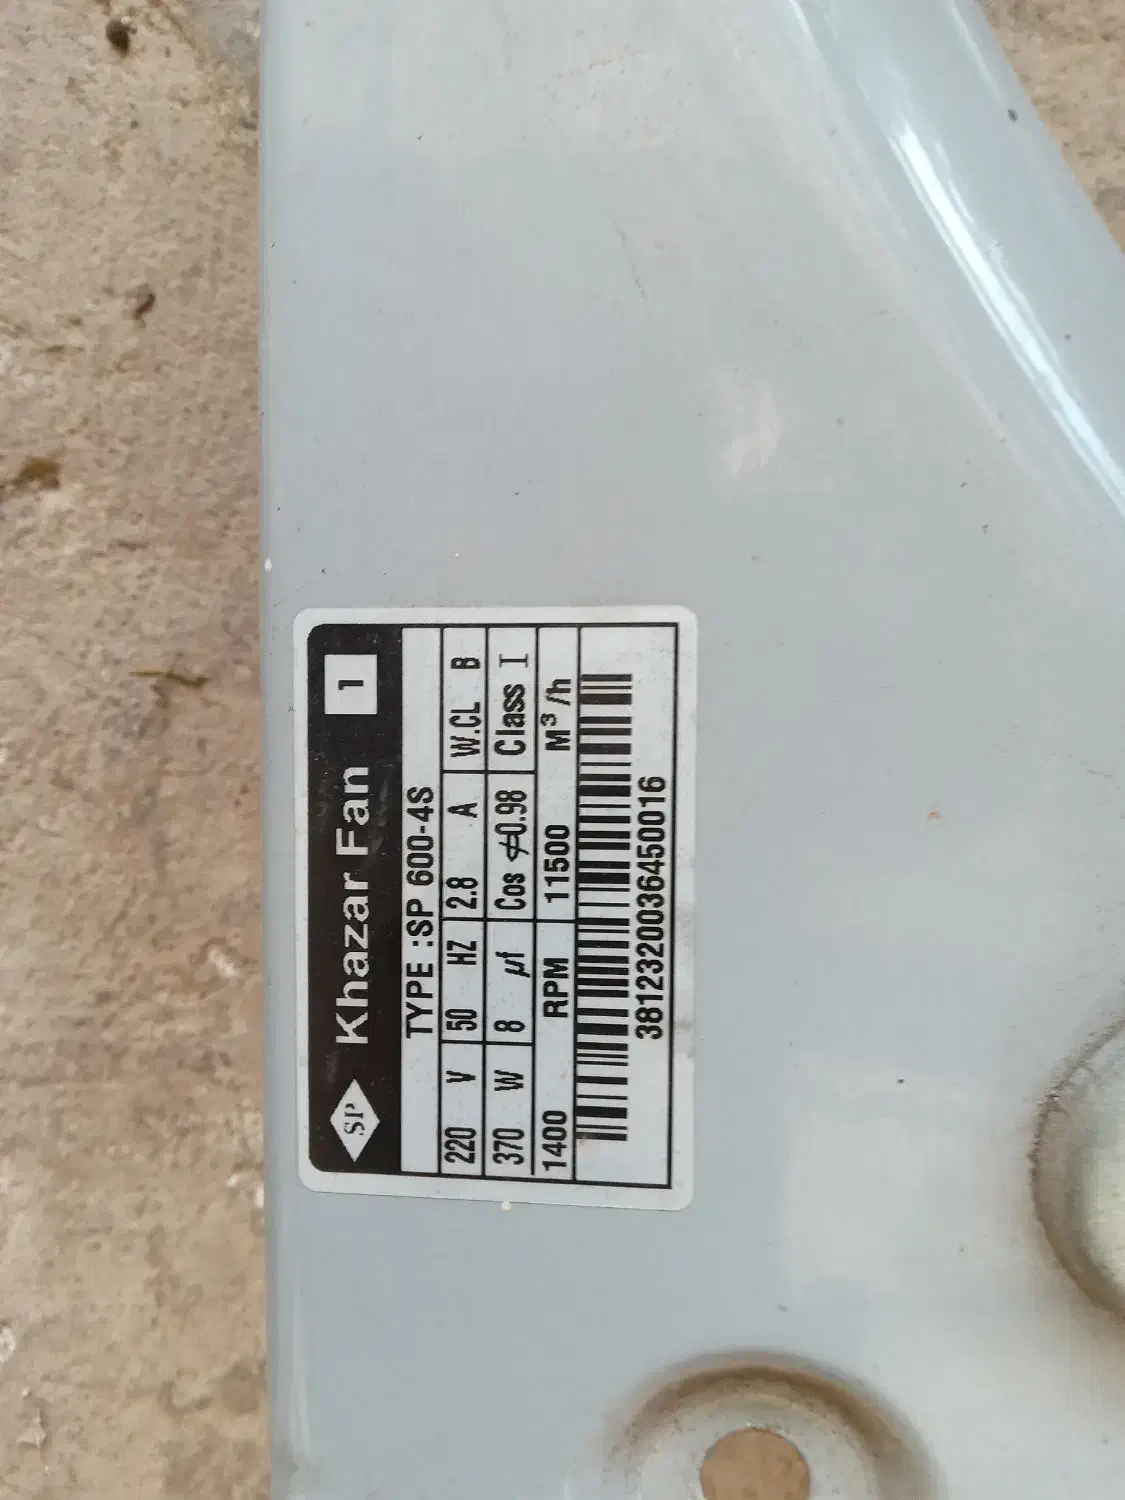 SP Khazar Fan 1
TYPE :SP 600-4S
220 V 50 HZ 2.8 A W.CL B
370 W 8 µf Cos ϕ0.98 Class I
1400 RPM 11500 M³/h
3812320036450016